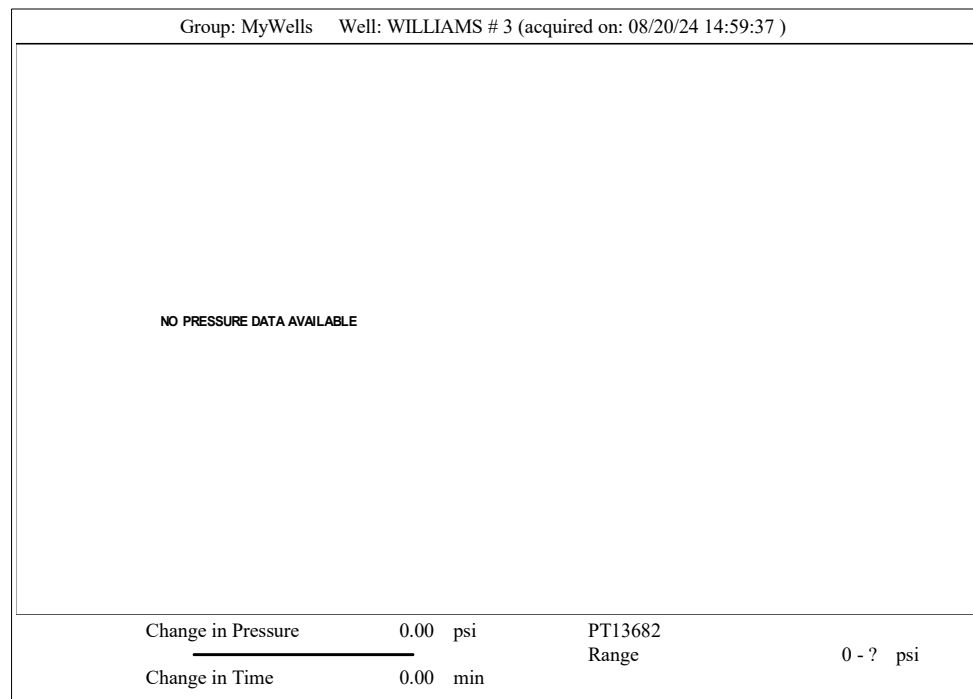 Group: MyWells Well: WILLIAMS # 3 (acquired on: 08/20/24 14:59:37 )
NO PRESSURE DATA AVAILABLE
Change in Pressure 0.00 psi PT13682
Range 0 - ? psi
Change in Time 0.00 min